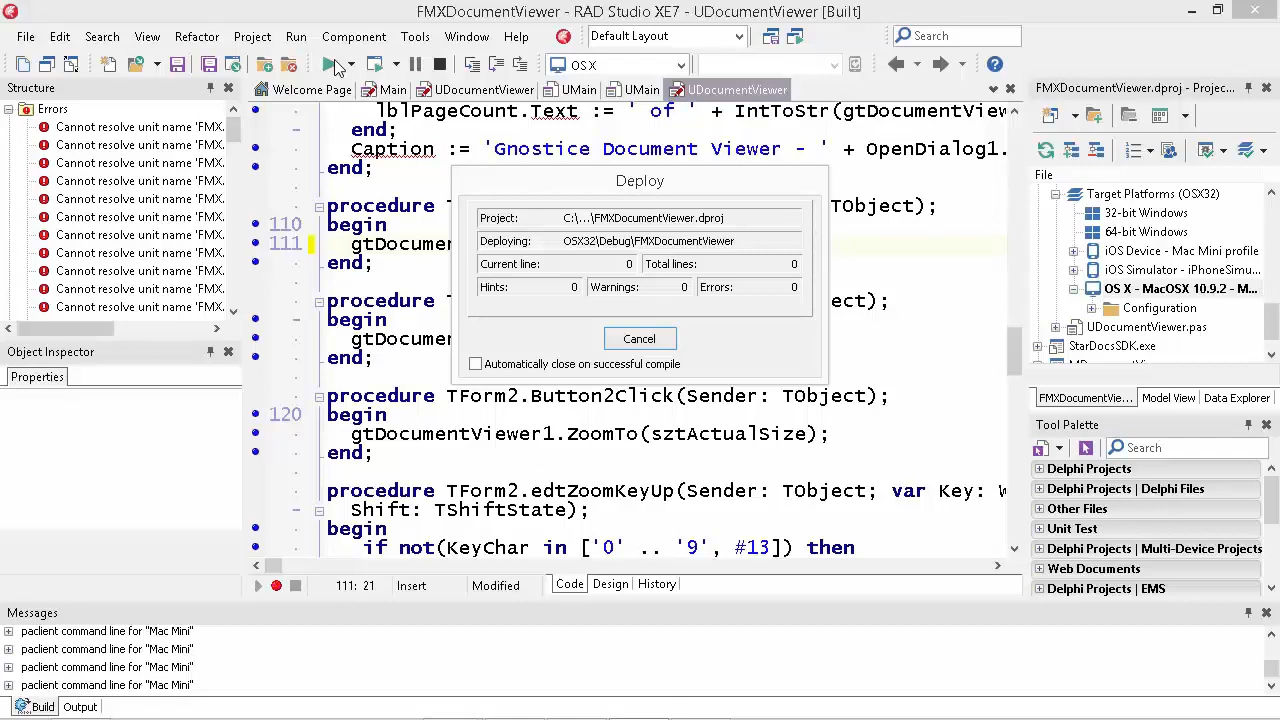 FMXDocumentViewer - RAD Studio XE7 - UDocumentViewer [Built]
File Edit Search View Refactor Project Run Component Tools Window Help Default Layout Search
OS X
Structure
Welcome Page Main UDocumentViewer UMain UMain UDocumentViewer
FMXDocumentViewer.dproj - Projec...
Errors
Cannot resolve unit name 'FMX.
Cannot resolve unit name 'FMX.
Cannot resolve unit name 'FMX.
Cannot resolve unit name 'FMX.
Cannot resolve unit name 'FMX.
Cannot resolve unit name 'FMX.
Cannot resolve unit name 'FMX.
Cannot resolve unit name 'FMX.
Cannot resolve unit name 'FMX.
Cannot resolve unit name 'FMX.
Cannot resolve unit name 'FMX.
Object Inspector
Properties
lblPageCount.Text := ' of ' + IntToStr(gtDocumentView
end;
Caption := 'Gnostice Document Viewer - ' + OpenDialog1.
end;
procedure T
TObject);
110 begin
111 gtDocumen
end;
procedure T
ject);
begin
gtDocume
end;
procedure TForm2.Button2Click(Sender: TObject);
120 begin
gtDocumentViewer1.ZoomTo(sztActualSize);
end;
procedure TForm2.edtZoomKeyUp(Sender: TObject; var Key: W
Shift: TShiftState);
begin
if not(KeyChar in ['0' .. '9', #13]) then
Deploy
Project: C:\...\FMXDocumentViewer.dproj
Deploying: OSX32\Debug\FMXDocumentVi...
Current line: 0 Total lines: 0
Hints: 0 Warnings: 0 Errors: 0
Cancel
Automatically close on successful compile
111: 21 Insert Modified Code Design History
File
Target Platforms (OSX32)
32-bit Windows
64-bit Windows
iOS Device - Mac Mini profile
iOS Simulator - iPhoneSimu...
OS X - MacOSX 10.9.2 - M...
Configuration
UDocumentViewer.pas
StarDocsSDK.exe
FMXDocumentVie... Model View Data Explorer
Tool Palette
Search
Delphi Projects
Delphi Projects | Delphi Files
Other Files
Unit Test
Delphi Projects | Multi-Device Projects
Web Documents
Delphi Projects | EMS
Messages
paclient command line for "Mac Mini"
paclient command line for "Mac Mini"
paclient command line for "Mac Mini"
paclient command line for "Mac Mini"
Build Output